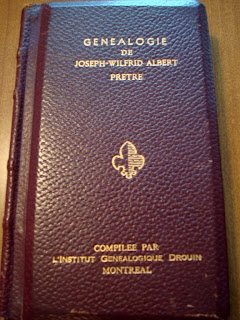 GENEALOGIE
DE
JOSEPH-WILFRID ALBERT
PRETRE
COMPILEE PAR
L'INSTITUT GENEALOGIQUE DROUIN
MONTREAL